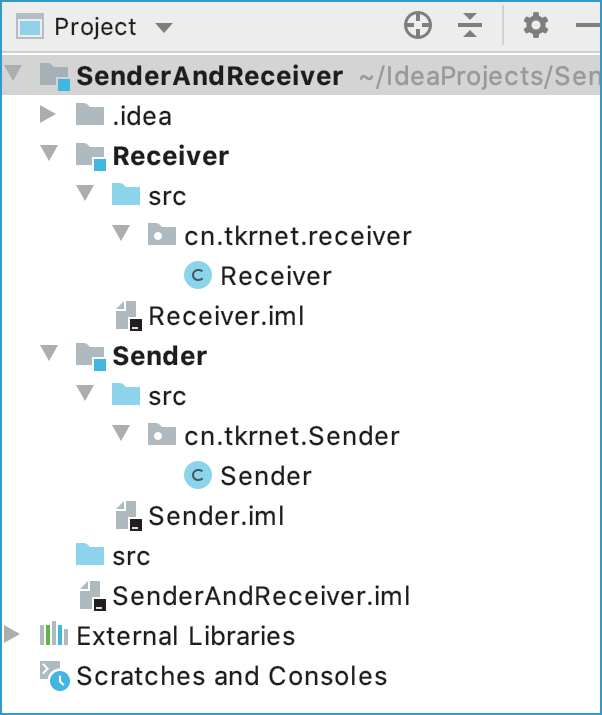 Project
SenderAndReceiver ~/IdeaProjects/Sen
.idea
Receiver
src
cn.tkrnet.receiver
C Receiver
Receiver.iml
Sender
src
cn.tkrnet.Sender
C Sender
Sender.iml
src
SenderAndReceiver.iml
External Libraries
Scratches and Consoles